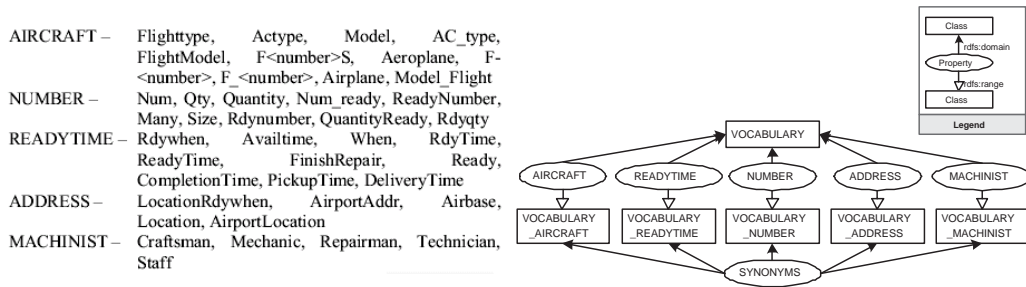 AIRCRAFT – Flighttype, Actype, Model, AC_type,
FlightModel, F<number>S, Aeroplane, F-
<number>, F_<number>, Airplane, Model_Flight
NUMBER – Num, Qty, Quantity, Num_ready, ReadyNumber,
Many, Size, Rdynumber, QuantityReady, Rdyqty
READYTIME – Rdywhen, Availtime, When, RdyTime,
ReadyTime, FinishRepair, Ready,
CompletionTime, PickupTime, DeliveryTime
ADDRESS – LocationRdywhen, AirportAddr, Airbase,
Location, AirportLocation
MACHINIST – Craftsman, Mechanic, Repairman, Technician,
Staff
Class
rdfs:domain
Property
rdfs:range
Class
Legend
VOCABULARY
AIRCRAFT
READYTIME
NUMBER
ADDRESS
MACHINIST
VOCABULARY
_AIRCRAFT
VOCABULARY
_READYTIME
VOCABULARY
_NUMBER
VOCABULARY
_ADDRESS
VOCABULARY
_MACHINIST
SYNONYMS